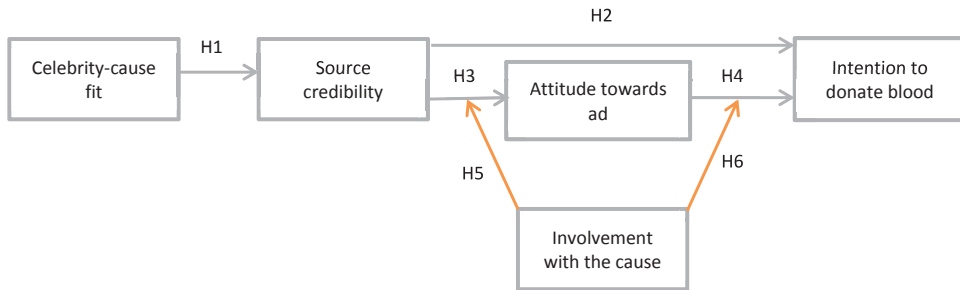 H2
H1
Celebrity-cause
fit
Source
credibility
H3
Attitude towards
ad
H4
Intention to
donate blood
H5
H6
Involvement
with the cause